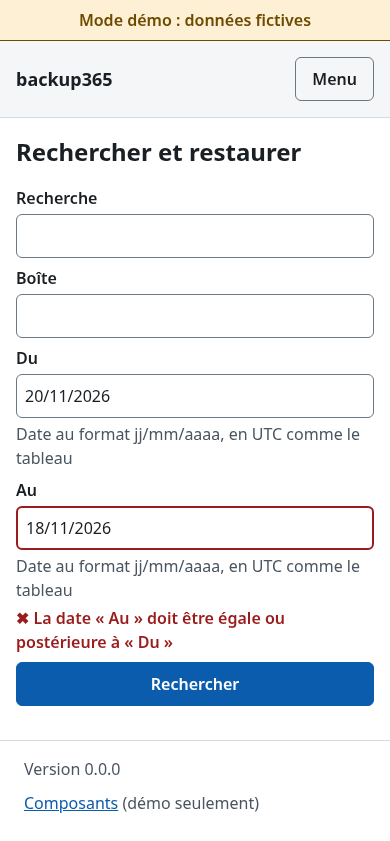 Mode démo : données fictives
backup365
Menu
Rechercher et restaurer
Recherche
Boîte
Du
20/11/2026
Date au format jj/mm/aaaa, en UTC comme le
tableau
Au
18/11/2026
Date au format jj/mm/aaaa, en UTC comme le
tableau
✖ La date « Au » doit être égale ou
postérieure à « Du »
Rechercher
Version 0.0.0
Composants (démo seulement)